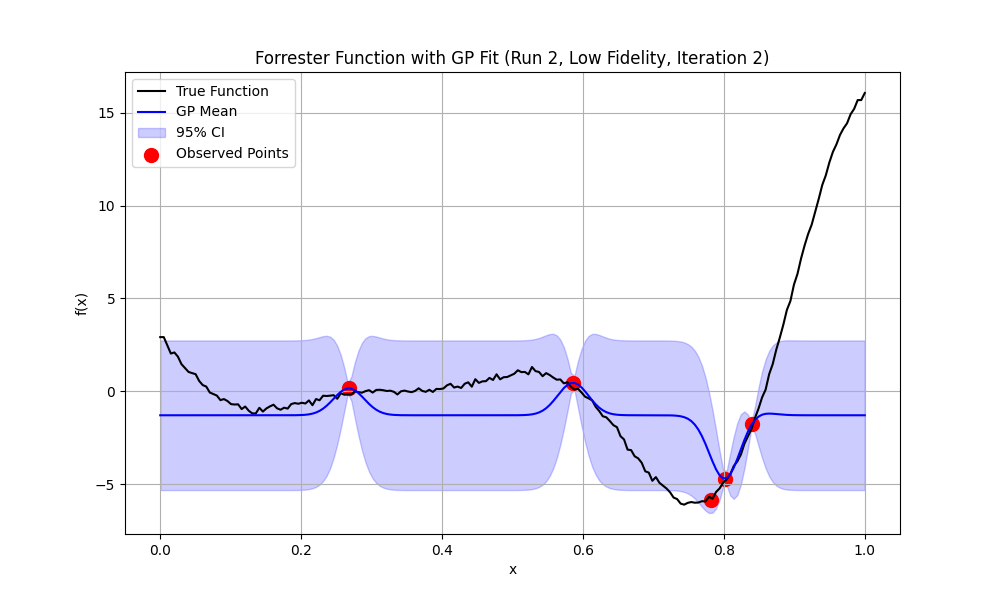 Forrester Function with GP Fit (Run 2, Low Fidelity, Iteration 2)
True Function
GP Mean
95% CI
Observed Points
15
10
5
0
−5
f(x)
0.0 0.2 0.4 0.6 0.8 1.0
x